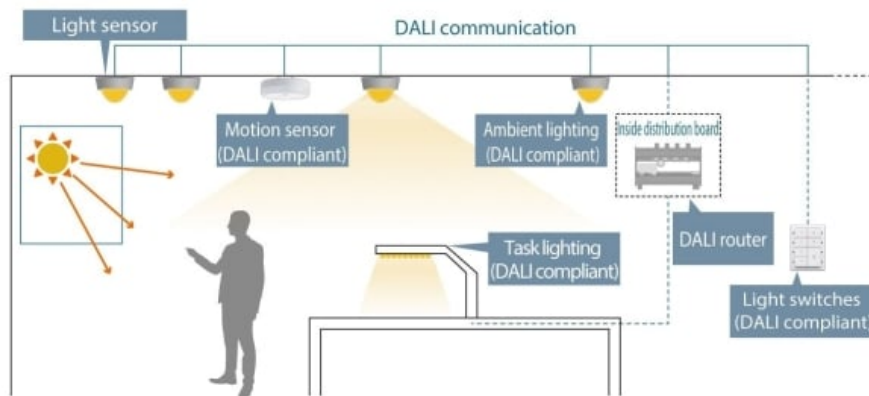 Light sensor
DALI communication
Motion sensor
(DALI compliant)
Ambient lighting
(DALI compliant)
Inside distribution board
DALI router
Task lighting
(DALI compliant)
Light switches
(DALI compliant)